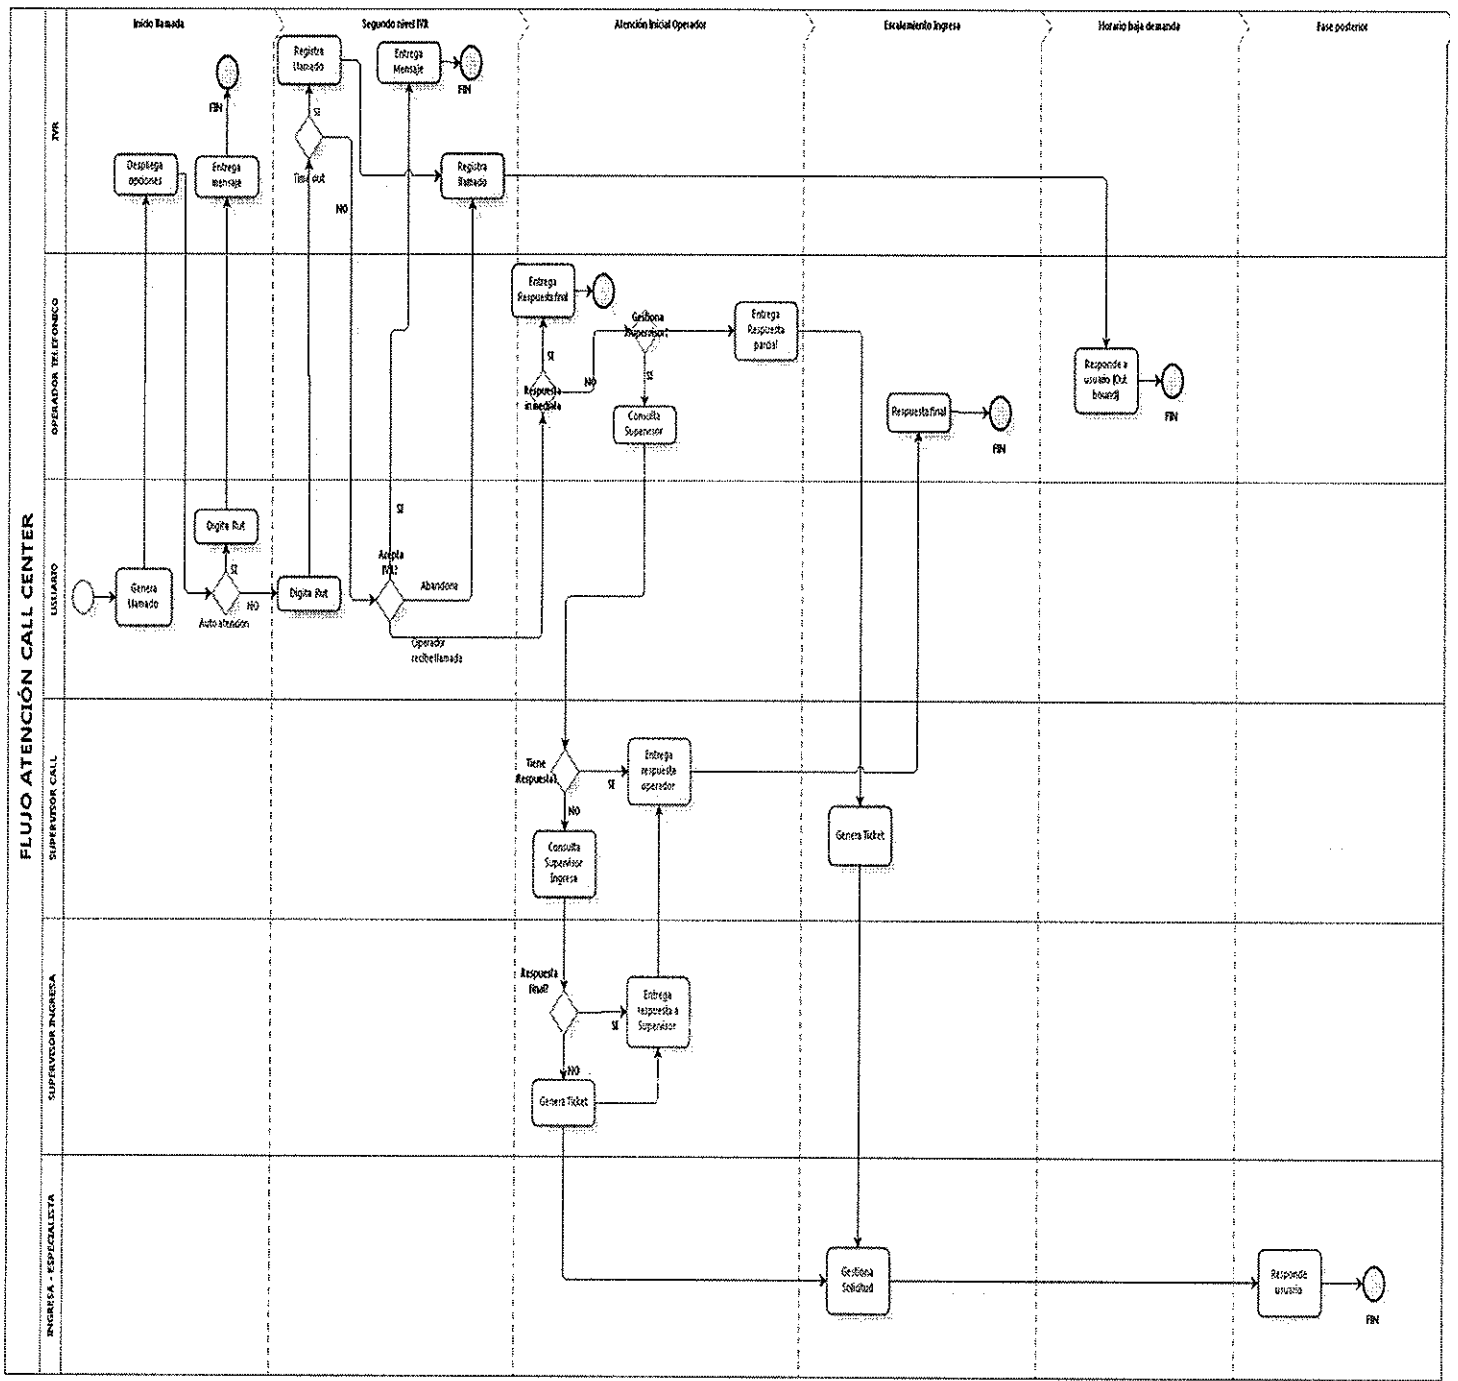 FLUJO ATENCIÓN CALL CENTER
Inicio llamada
Segundo nivel IVR
Atención Inicial Operador
Escalamiento Ingresa
Horario baja demanda
Fase posterior
IVR
FIN
Despliega
opciones
Entrega
mensaje
Registra
Llamado
SI
Time out
NO
Entrega
Mensaje
FIN
Registra
llamado
OPERADOR TELEFONICO
Entrega
Respuesta final
SI
Respuesta
inmediata
NO
Gestiona
Supervisor?
SI
Consulta
Supervisor
Entrega
Respuesta
parcial
Respuesta final
FIN
Responde a
usuario (Out
bound)
FIN
USUARIO
Genera
Llamado
Digita Rut
SI
NO
Auto atencion
Digita Rut
SI
Acepta
IVR?
Abandona
Operador
recibe llamada
SUPERVISOR CALL
Tiene
Respuesta?
SI
NO
Entrega
respuesta
operador
Consulta
Supervisor
Ingresa
Genera Ticket
SUPERVISOR INGRESA
Respuesta
final?
SI
NO
Entrega
respuesta a
Supervisor
Genera Ticket
INGRESA - ESPECIALISTA
Gestiona
Solicitud
Responde
usuario
FIN